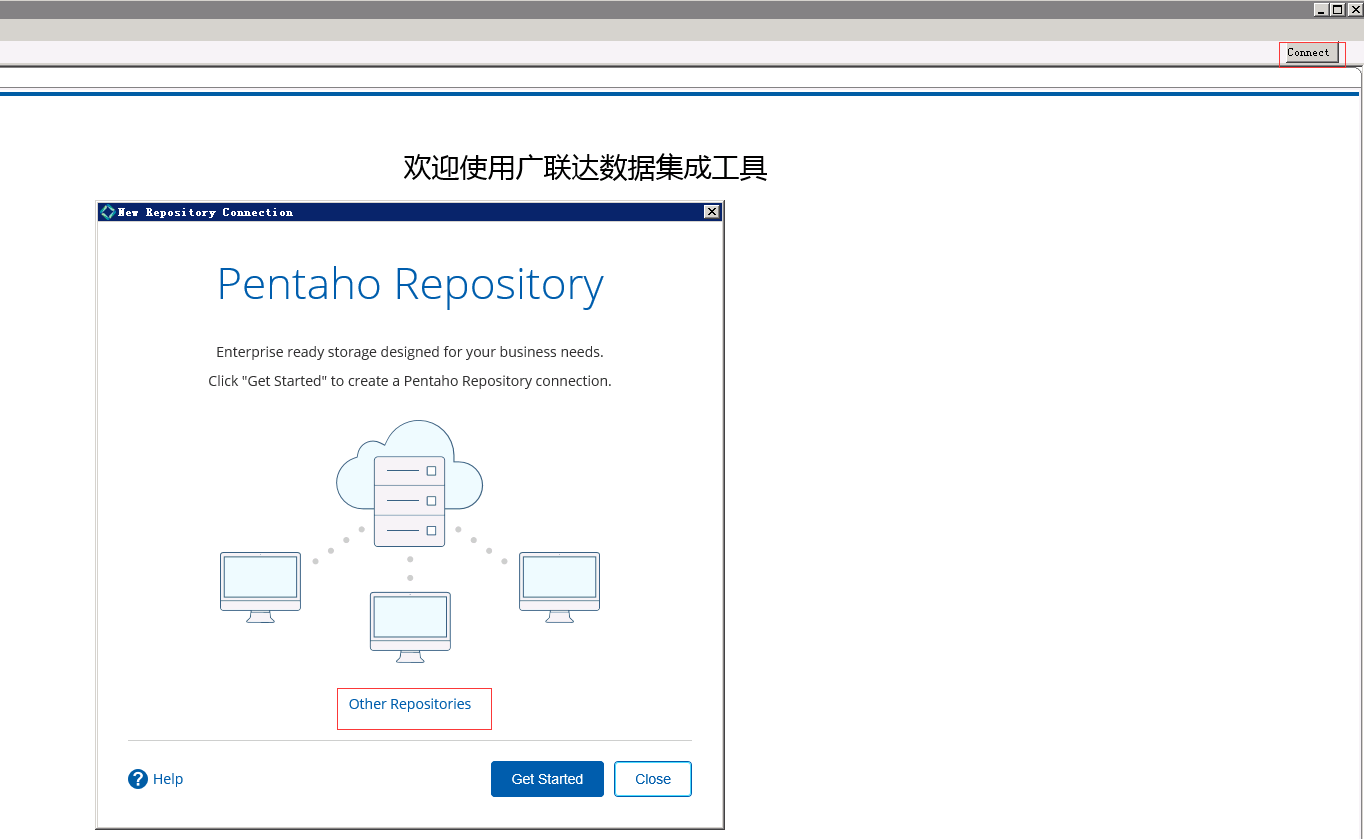 Connect
欢迎使用广联达数据集成工具
New Repository Connection
Pentaho Repository
Enterprise ready storage designed for your business needs.
Click "Get Started" to create a Pentaho Repository connection.
Other Repositories
? Help
Get Started
Close